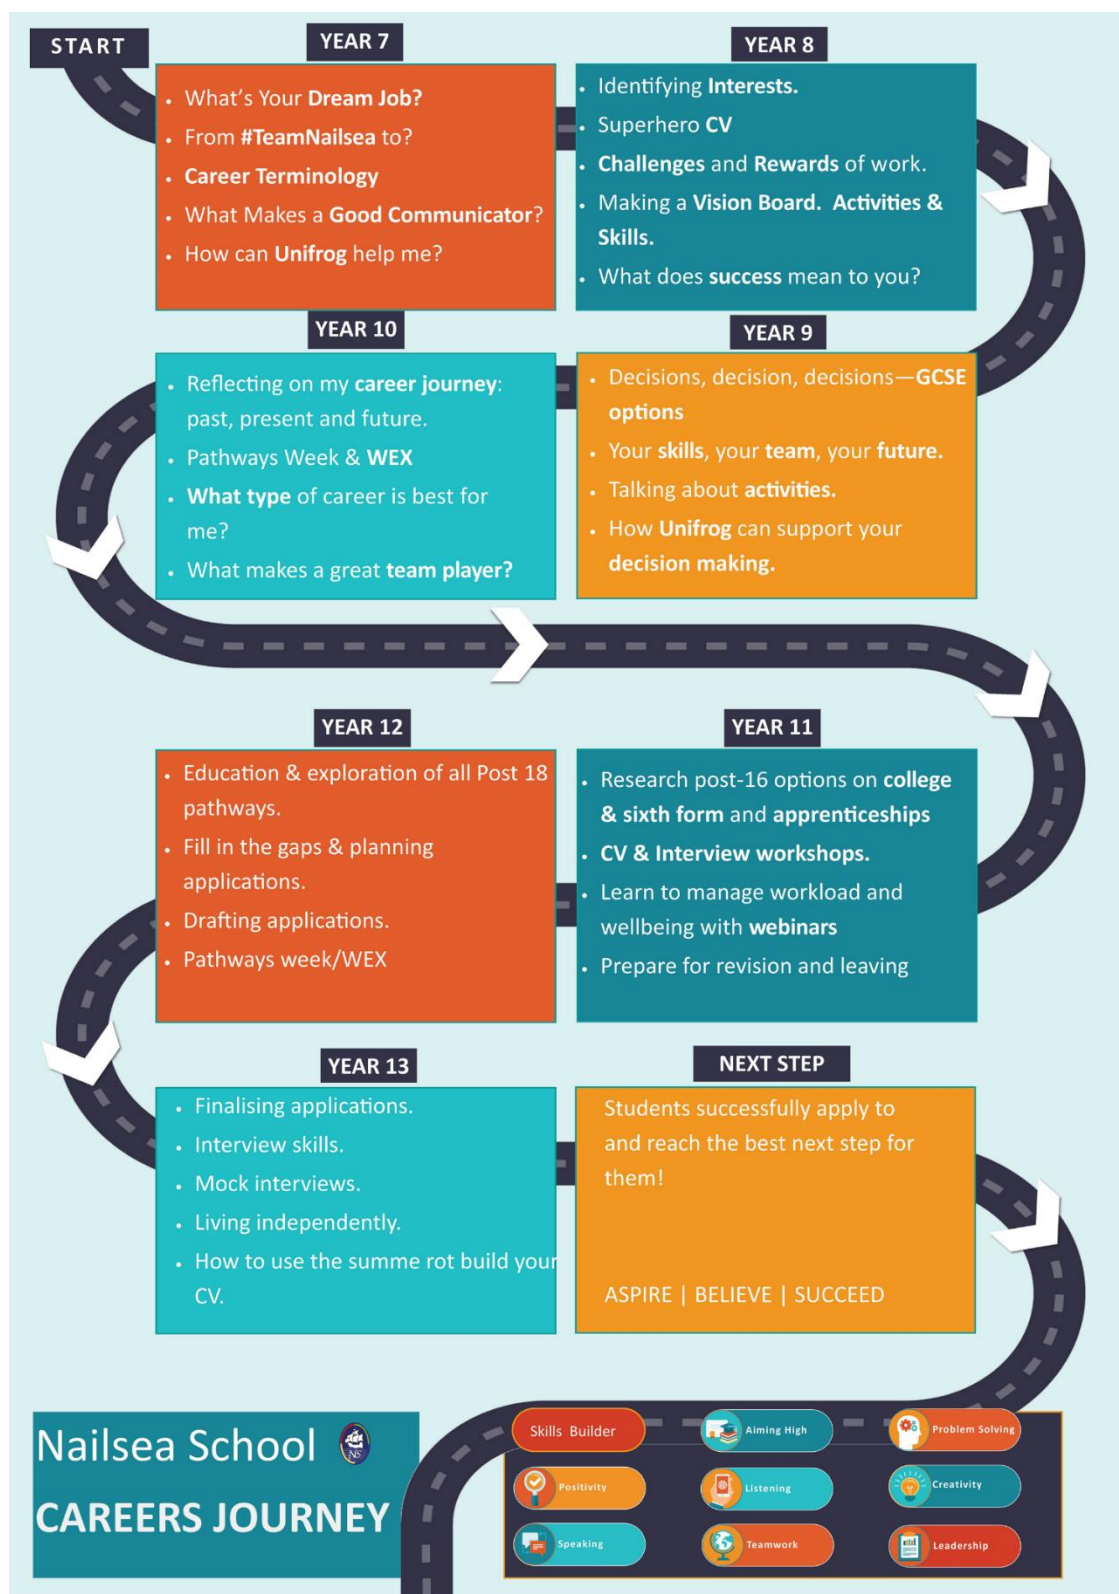 START
YEAR 7
• What's Your Dream Job?
• From #TeamNailsea to?
• Career Terminology
• What Makes a Good Communicator?
• How can Unifrog help me?
YEAR 8
• Identifying Interests.
• Superhero CV
• Challenges and Rewards of work.
• Making a Vision Board. Activities &
Skills.
• What does success mean to you?
YEAR 9
• Decisions, decision, decisions—GCSE
options
• Your skills, your team, your future.
• Talking about activities.
• How Unifrog can support your
decision making.
YEAR 10
• Reflecting on my career journey:
past, present and future.
• Pathways Week & WEX
• What type of career is best for
me?
• What makes a great team player?
YEAR 11
• Research post-16 options on college
& sixth form and apprenticeships
• CV & Interview workshops.
• Learn to manage workload and
wellbeing with webinars
• Prepare for revision and leaving
YEAR 12
• Education & exploration of all Post 18
pathways.
• Fill in the gaps & planning
applications.
• Drafting applications.
• Pathways week/WEX
YEAR 13
• Finalising applications.
• Interview skills.
• Mock interviews.
• Living independently.
• How to use the summe rot build your
CV.
NEXT STEP
Students successfully apply to
and reach the best next step for
them!
ASPIRE | BELIEVE | SUCCEED
Nailsea School
NS
CAREERS JOURNEY
Skills Builder
Aiming High
Problem Solving
Positivity
Listening
Creativity
Speaking
Teamwork
Leadership